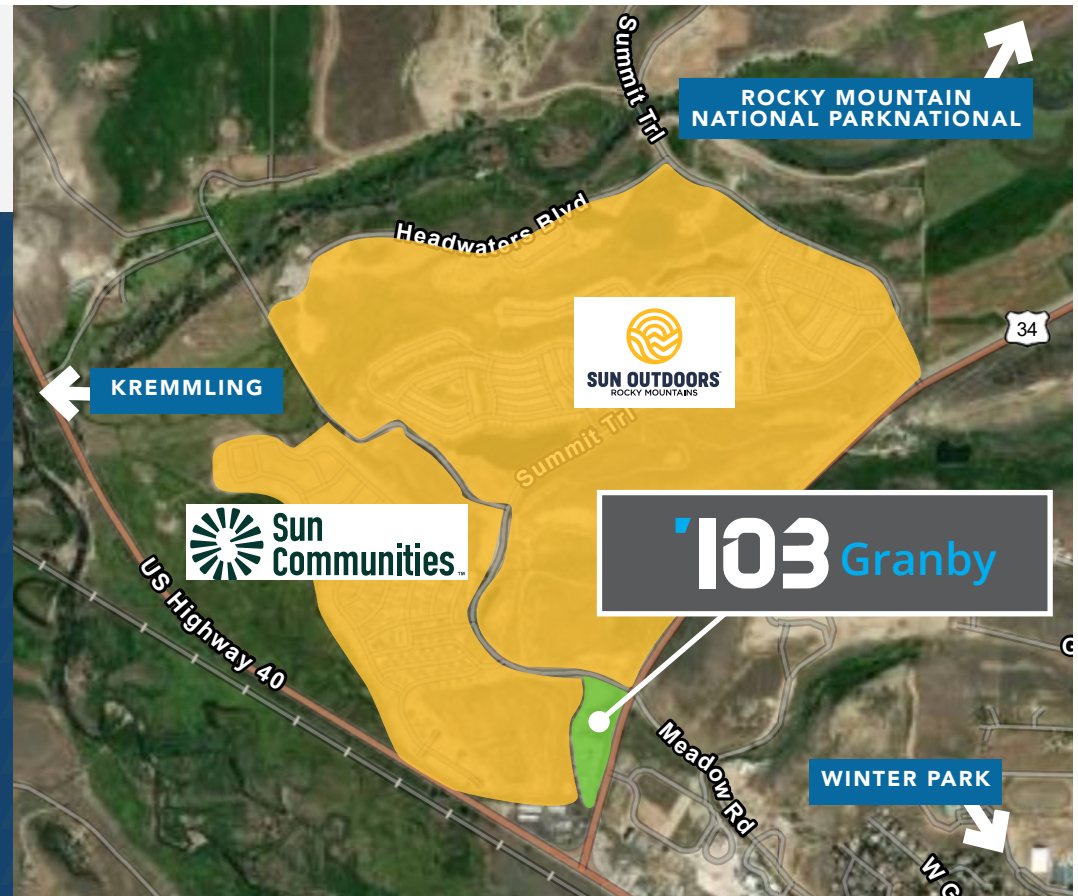 Summit Trl
ROCKY MOUNTAIN
NATIONAL PARKNATIONAL
Headwaters Blvd
34
KREMMLING
SUN OUTDOORS
ROCKY MOUNTAINS
Summit Trl
'103 Granby
Sun
Communities™
US Highway 40
Meadow Rd
WINTER PARK
W G
G